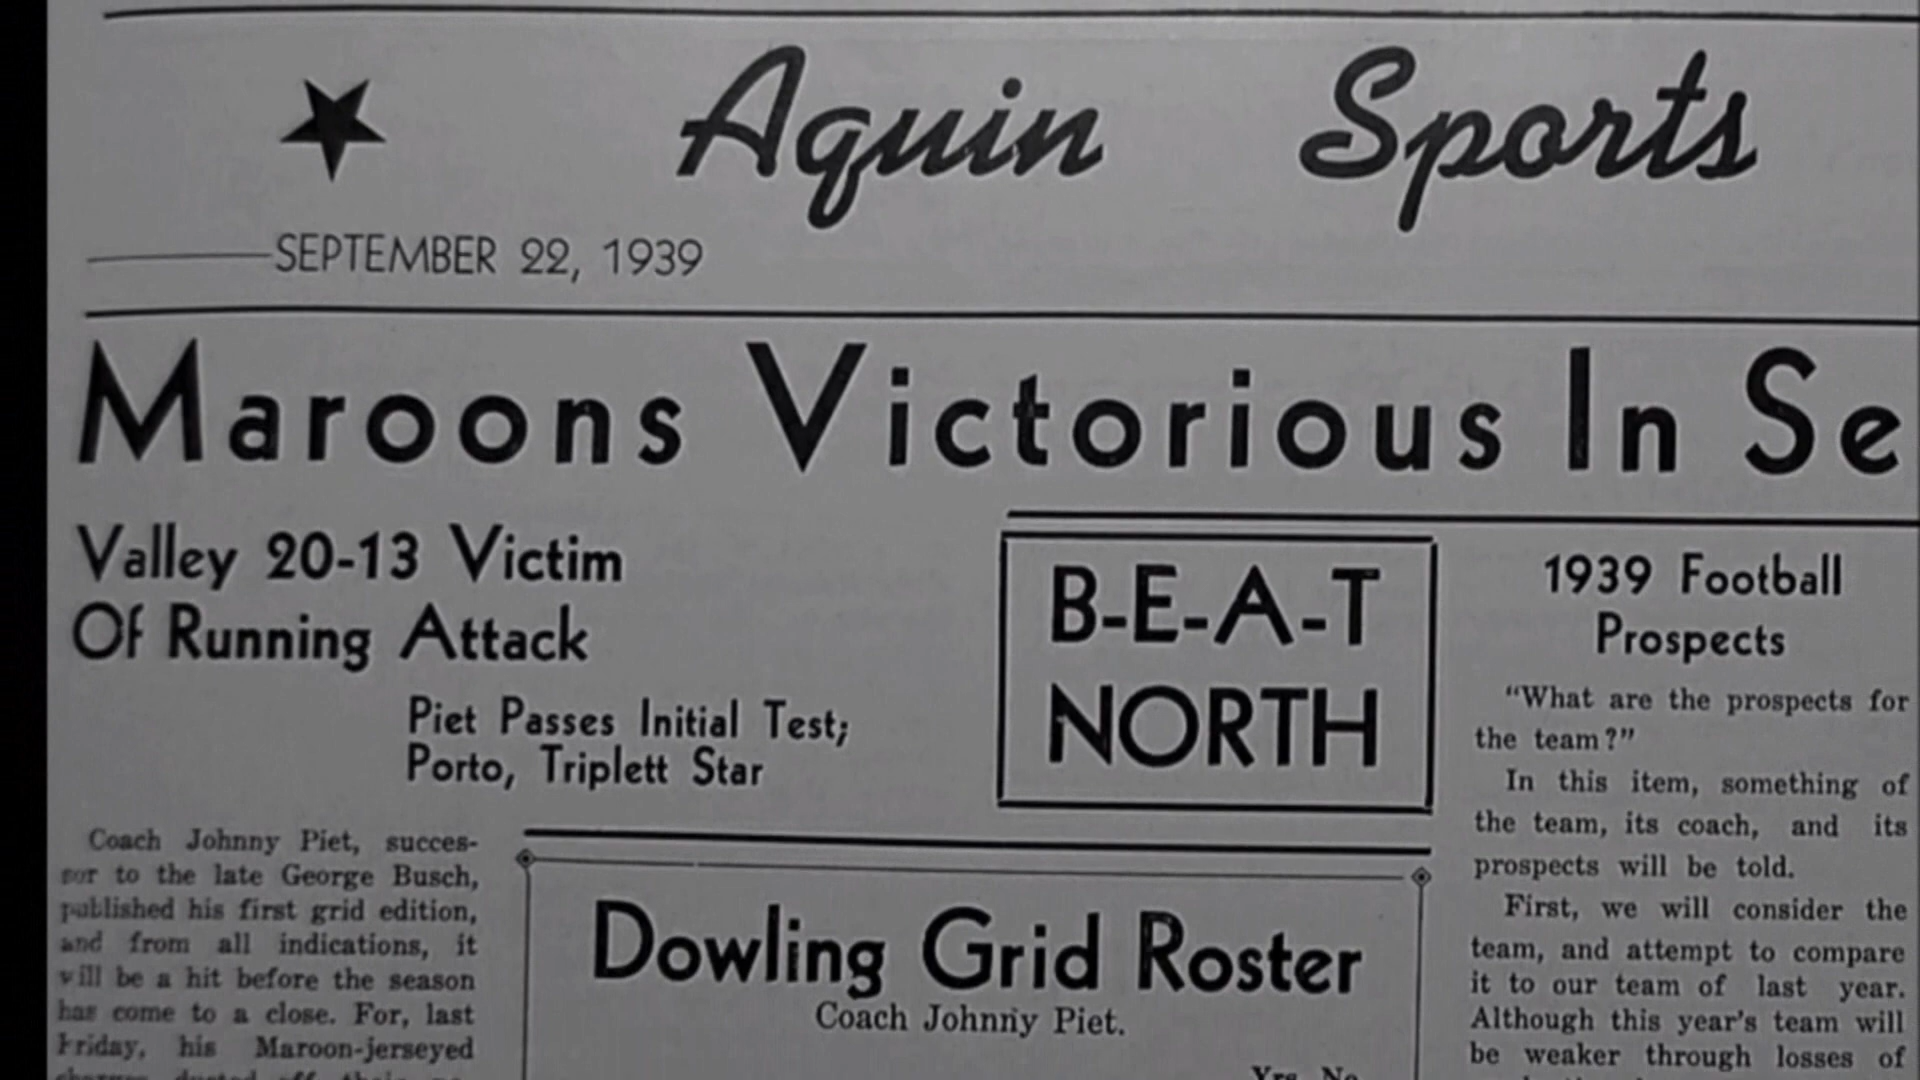 Aquin Sports
SEPTEMBER 22, 1939
Maroons Victorious In Se
Valley 20-13 Victim
Of Running Attack
Piet Passes Initial Test;
Porto, Triplett Star
Coach Johnny Piet, succes-
sor to the late George Busch,
published his first grid edition,
and from all indications, it
will be a hit before the season
has come to a close. For, last
Friday, his Maroon-jerseyed
B-E-A-T
NORTH
Dowling Grid Roster
Coach Johnny Piet.
Yrs. No.
1939 Football
Prospects
"What are the prospects for
the team?"
In this item, something of
the team, its coach, and its
prospects will be told.
First, we will consider the
team, and attempt to compare
it to our team of last year.
Although this year's team will
be weaker through losses of